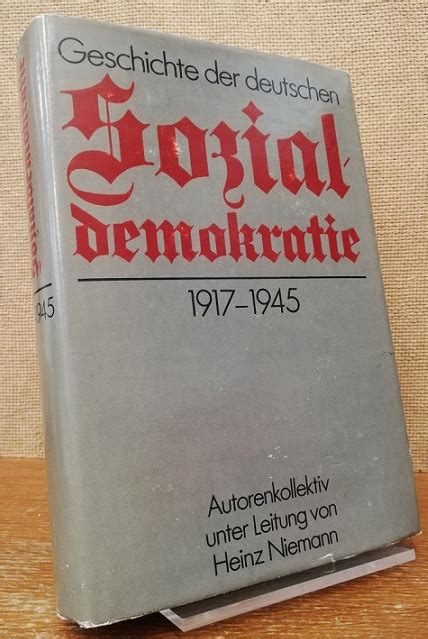 Geschichte der deutschen
Sozial-
demokratie
1917–1945
Autorenkollektiv
unter Leitung von
Heinz Niemann
1945